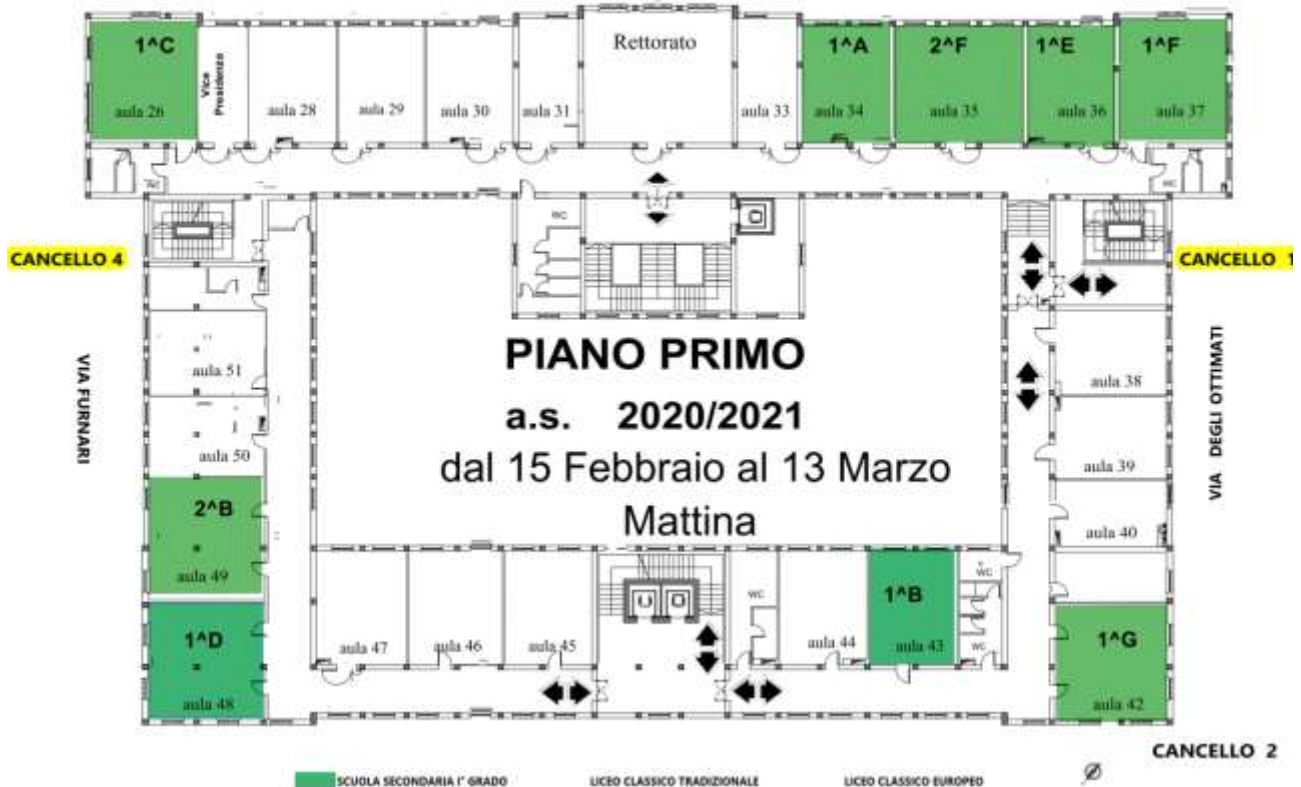 1^C
Vice
Presidenza
Rettorato
1^A
2^F
1^E
1^F
aula 26
aula 28
aula 29
aula 30
aula 31
aula 33
aula 34
aula 35
aula 36
aula 37
WC
WC
WC
CANCELLO 4
CANCELLO 1
PIANO PRIMO
a.s. 2020/2021
dal 15 Febbraio al 13 Marzo
Mattina
VIA FURNARI
VIA DEGLI OTTIMATI
aula 51
aula 38
aula 50
aula 39
2^B
aula 40
aula 49
WC
WC
1^B
1^D
1^G
aula 47
aula 46
aula 45
aula 44
aula 43
WC
aula 48
aula 42
CANCELLO 2
SCUOLA SECONDARIA I° GRADO
LICEO CLASSICO TRADIZIONALE
LICEO CLASSICO EUROPEO